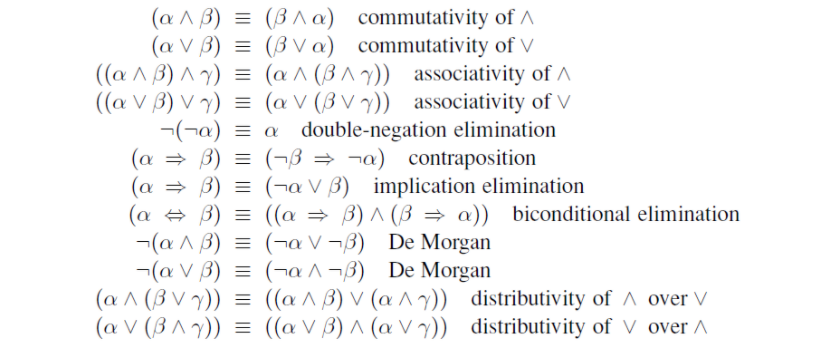 (α ∧ β) ≡ (β ∧ α) commutativity of ∧
(α ∨ β) ≡ (β ∨ α) commutativity of ∨
((α ∧ β) ∧ γ) ≡ (α ∧ (β ∧ γ)) associativity of ∧
((α ∨ β) ∨ γ) ≡ (α ∨ (β ∨ γ)) associativity of ∨
¬(¬α) ≡ α double-negation elimination
(α ⇒ β) ≡ (¬β ⇒ ¬α) contraposition
(α ⇒ β) ≡ (¬α ∨ β) implication elimination
(α ⇔ β) ≡ ((α ⇒ β) ∧ (β ⇒ α)) biconditional elimination
¬(α ∧ β) ≡ (¬α ∨ ¬β) De Morgan
¬(α ∨ β) ≡ (¬α ∧ ¬β) De Morgan
(α ∧ (β ∨ γ)) ≡ ((α ∧ β) ∨ (α ∧ γ)) distributivity of ∧ over ∨
(α ∨ (β ∧ γ)) ≡ ((α ∨ β) ∧ (α ∨ γ)) distributivity of ∨ over ∧